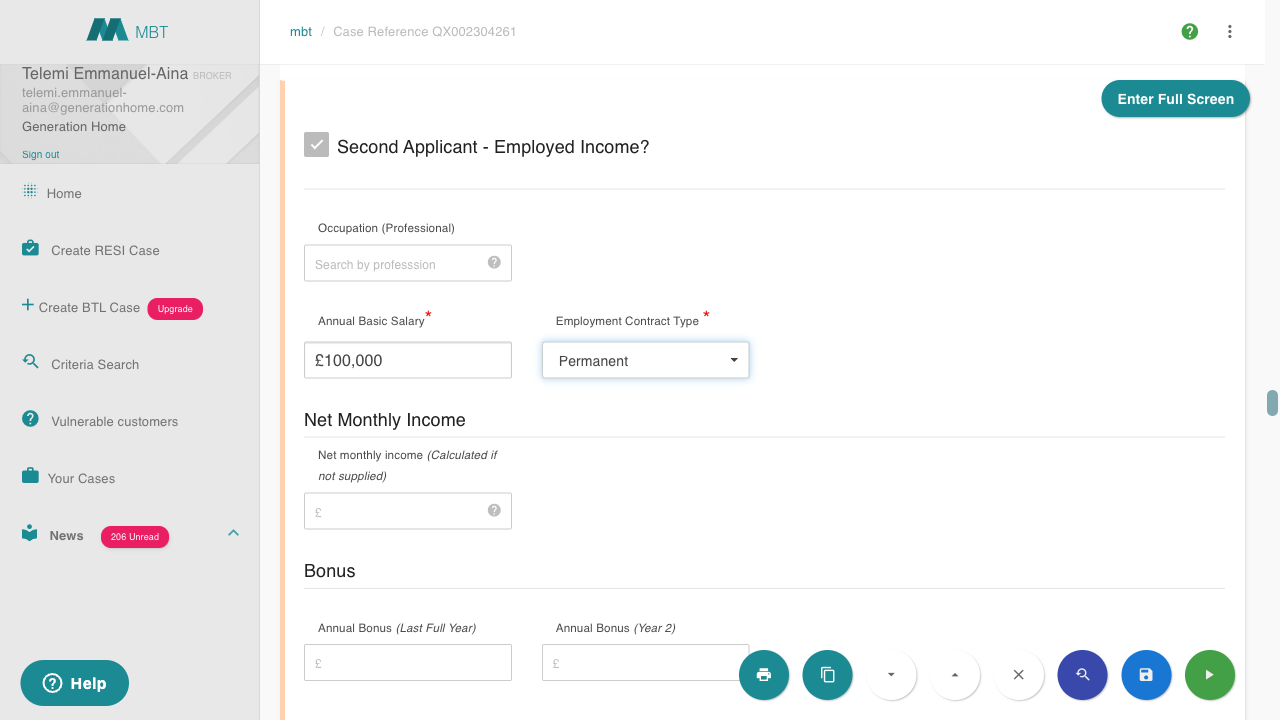 MBT
mbt / Case Reference QX002304261
Telemi Emmanuel-Aina BROKER
telemi.emmanuel-
aina@generationhome.com
Generation Home
Sign out
Home
Create RESI Case
Create BTL Case Upgrade
Criteria Search
Vulnerable customers
Your Cases
News 206 Unread
Help
Enter Full Screen
Second Applicant - Employed Income?
Occupation (Professional)
Search by professsion
Annual Basic Salary* Employment Contract Type *
£100,000 Permanent
Net Monthly Income
Net monthly income (Calculated if
not supplied)
£
Bonus
Annual Bonus (Last Full Year) Annual Bonus (Year 2)
£ £